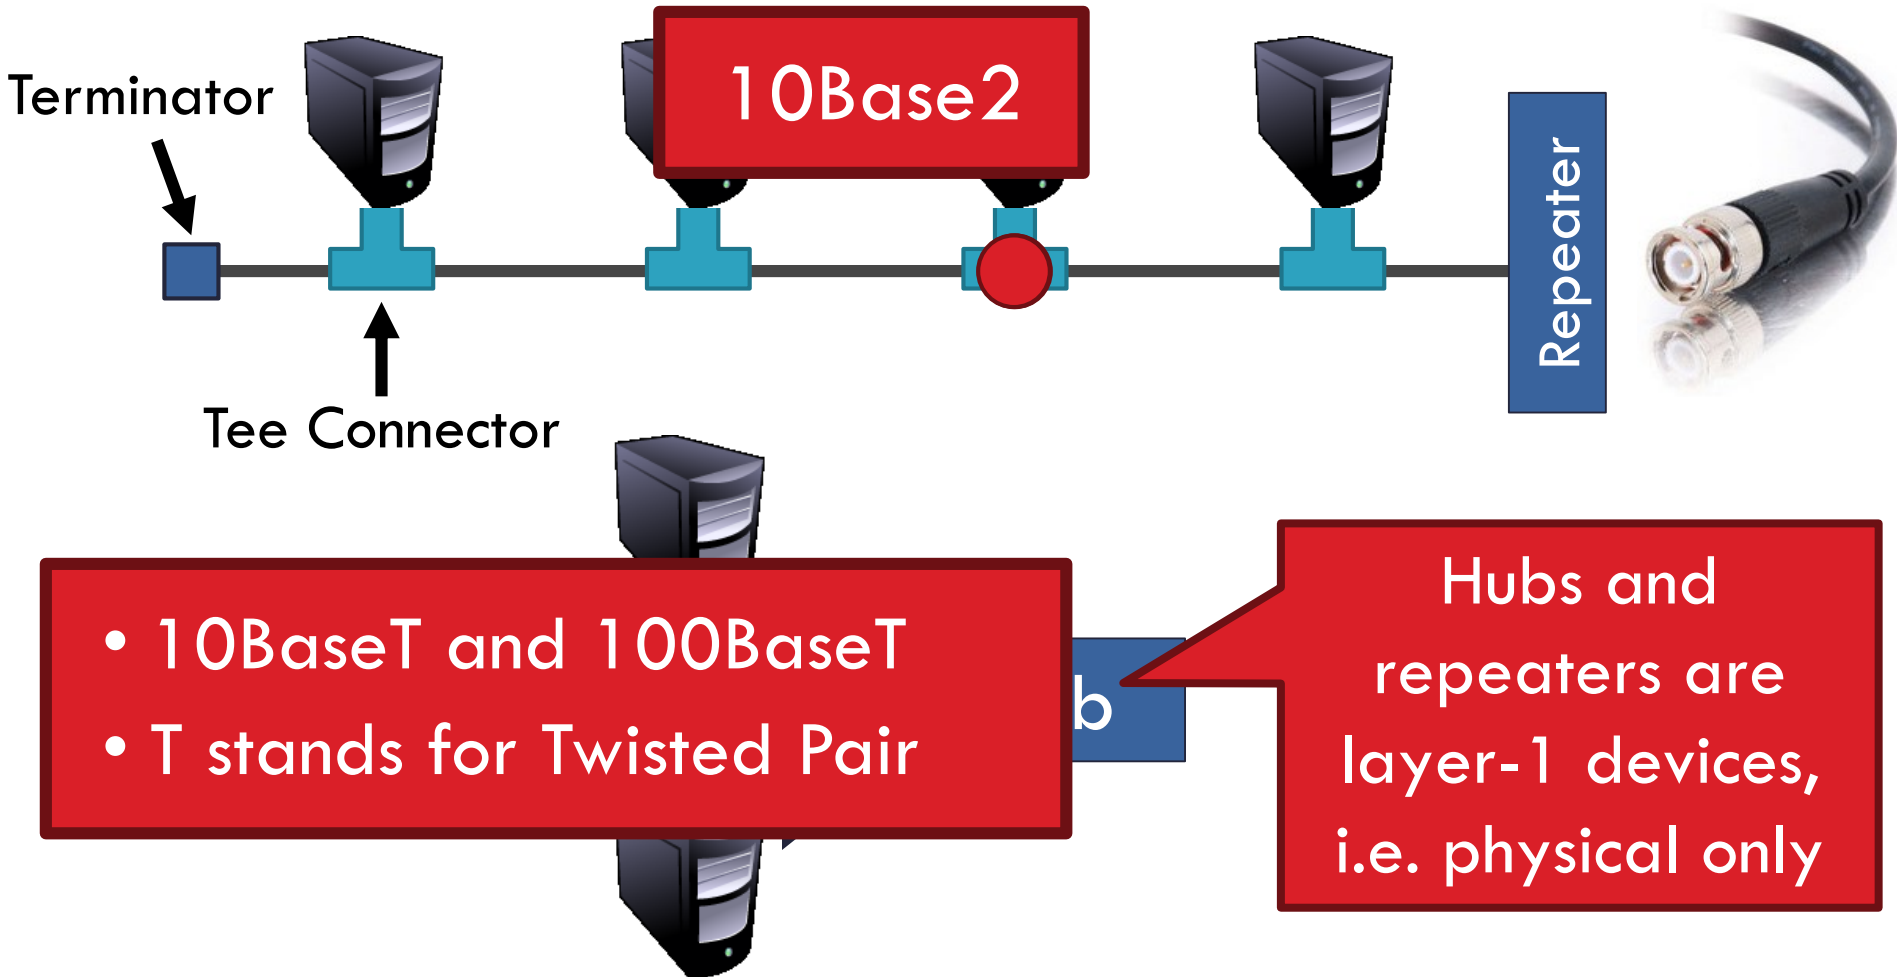 10Base2
Terminator
Repeater
Tee Connector
• 10BaseT and 100BaseT
• T stands for Twisted Pair
b
Hubs and
repeaters are
layer-1 devices,
i.e. physical only